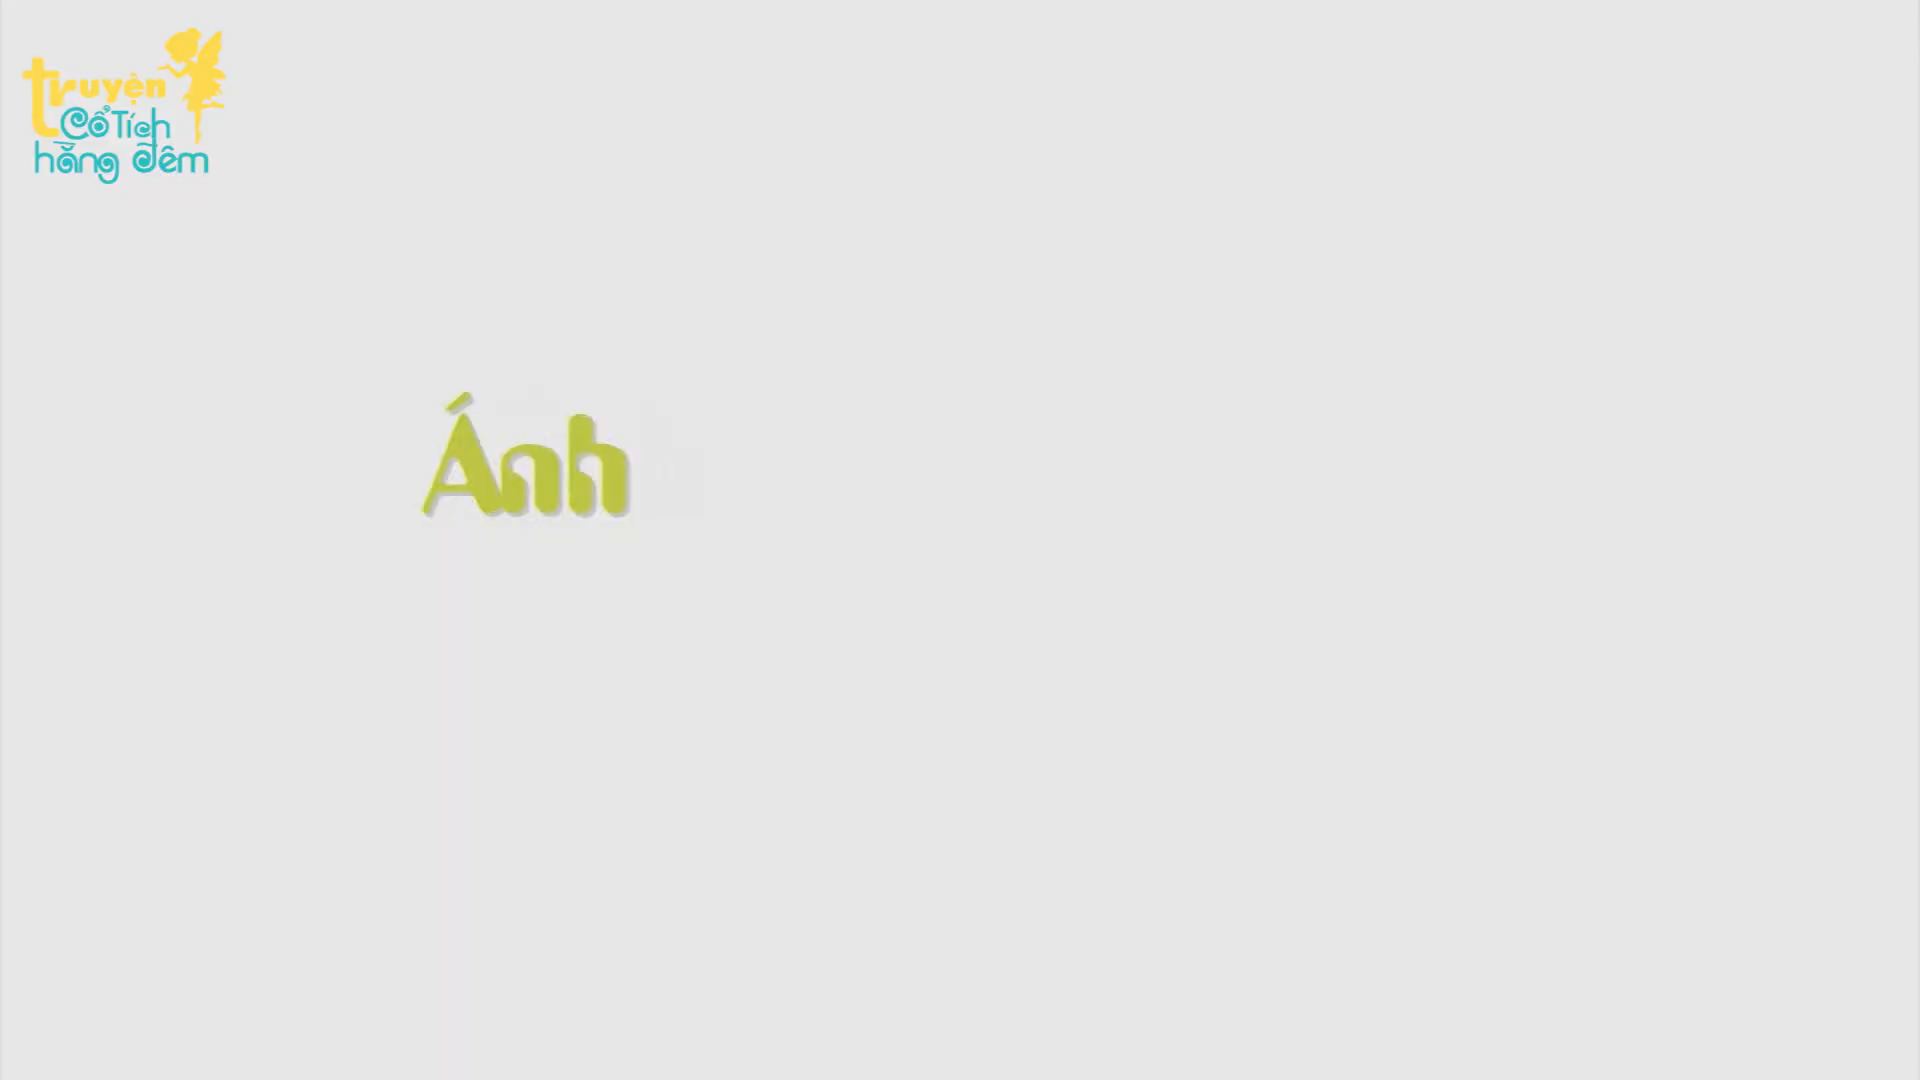 truyện
Cổ Tích
hằng đêm
Ánh